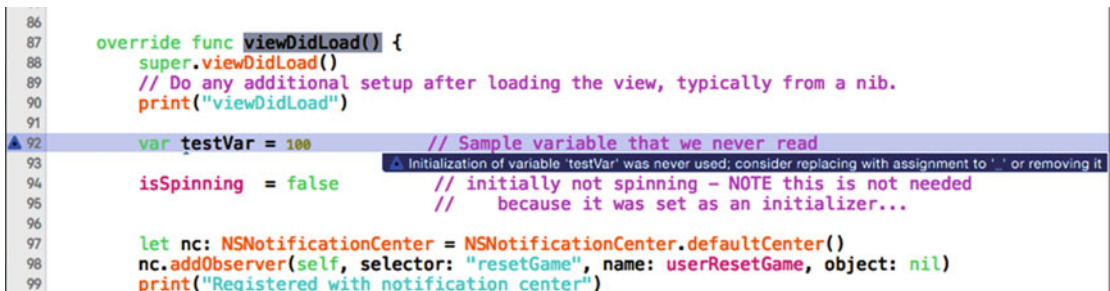 86
87 override func viewDidLoad() {
88 super.viewDidLoad()
89 // Do any additional setup after loading the view, typically from a nib.
90 print("viewDidLoad")
91
92 var testVar = 100 // Sample variable that we never read
93 Initialization of variable 'testVar' was never used; consider replacing with assignment to '_' or removing it
94 isSpinning = false // initially not spinning – NOTE this is not needed
95 // because it was set as an initializer...
96
97 let nc: NSNotificationCenter = NSNotificationCenter.defaultCenter()
98 nc.addObserver(self, selector: "resetGame", name: userResetGame, object: nil)
99 print("Registered with notification center")